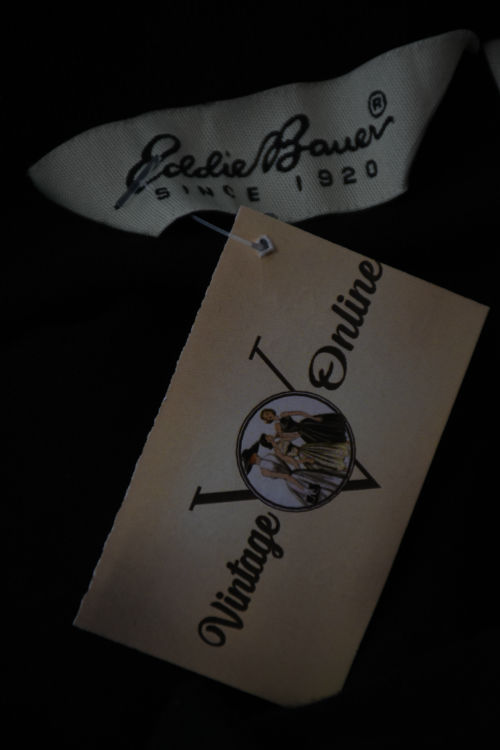 Eddie Bauer®
SINCE 1920
Vintage
V
Online